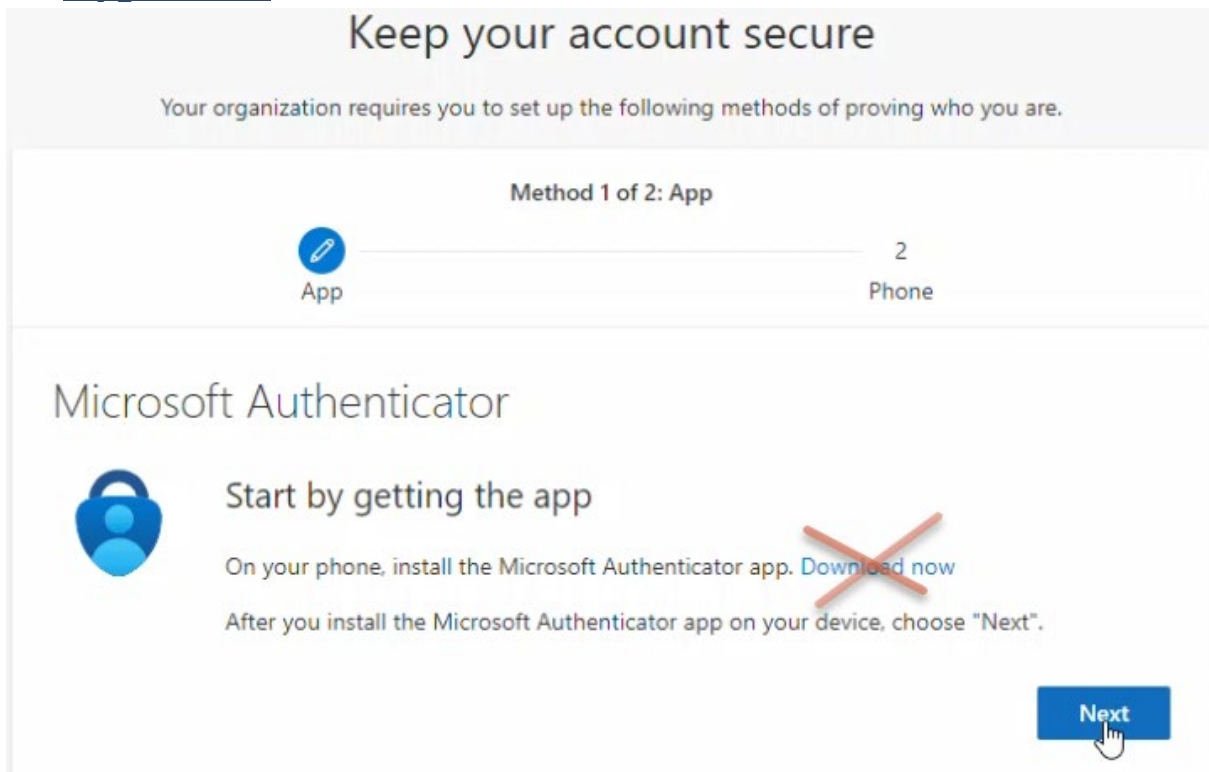 Keep your account secure
Your organization requires you to set up the following methods of proving who you are.
Method 1 of 2: App
2
App
Phone
Microsoft Authenticator
Start by getting the app
On your phone, install the Microsoft Authenticator app. Download now
After you install the Microsoft Authenticator app on your device, choose "Next".
Next